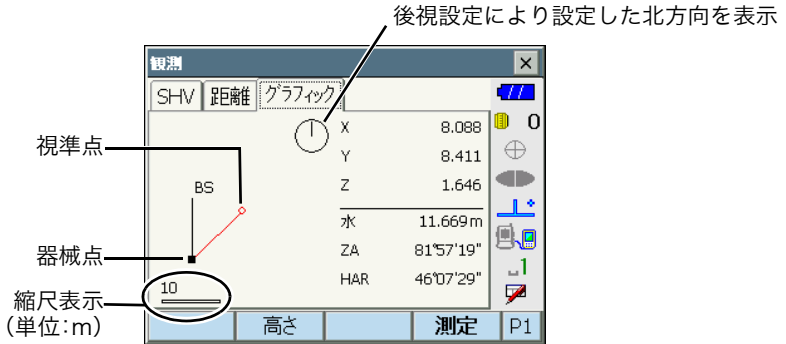 後視設定により設定した北方向を表示
観測
SHV 距離 グラフィック
X 8.088
0
視準点
Y 8.411
BS
Z 1.646
水 11.669m
器械点
ZA 81°57'19"
1
10
HAR 46°07'29"
縮尺表示
(単位:m)
高さ 測定 P1